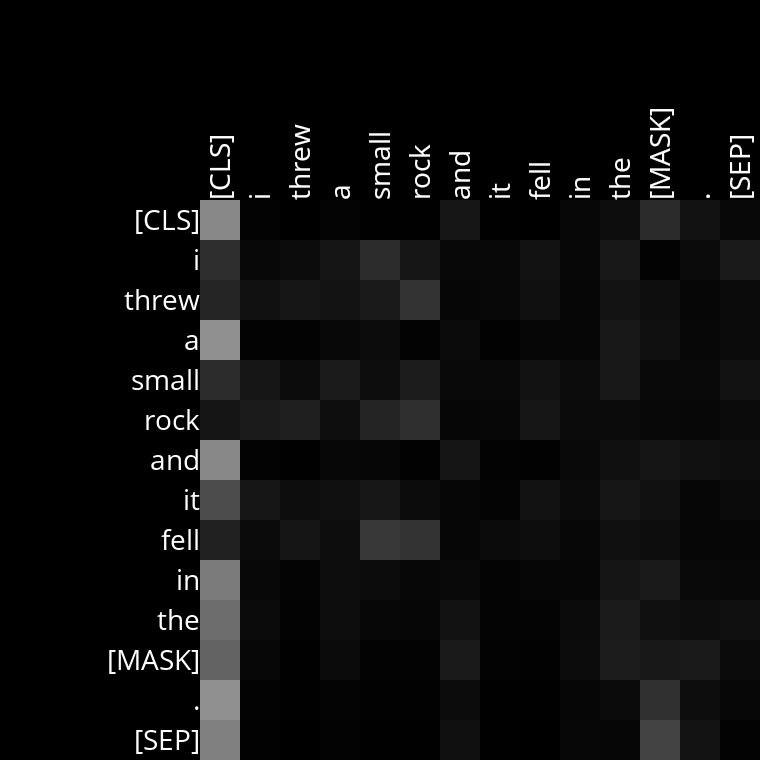 [CLS] i threw a small rock and it fell in the [MASK] . [SEP]
[CLS]
i
threw
a
small
rock
and
it
fell
in
the
[MASK]
.
[SEP]